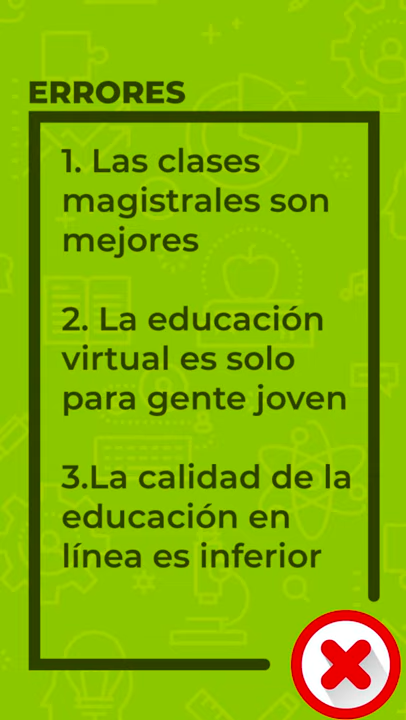 ERRORES
1. Las clases
magistrales son
mejores
2. La educación
virtual es solo
para gente joven
3.La calidad de la
educación en
línea es inferior